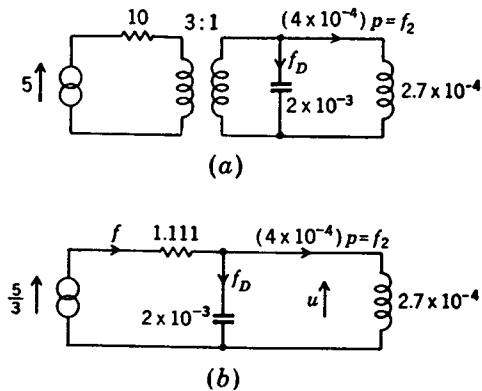 10 3:1 (4 x 10⁻⁴) p = f₂
5 f_D 2 x 10⁻³ 2.7 x 10⁻⁴
(a)
f 1.111 (4 x 10⁻⁴) p = f₂
5/3 f_D 2 x 10⁻³ u 2.7 x 10⁻⁴
(b)